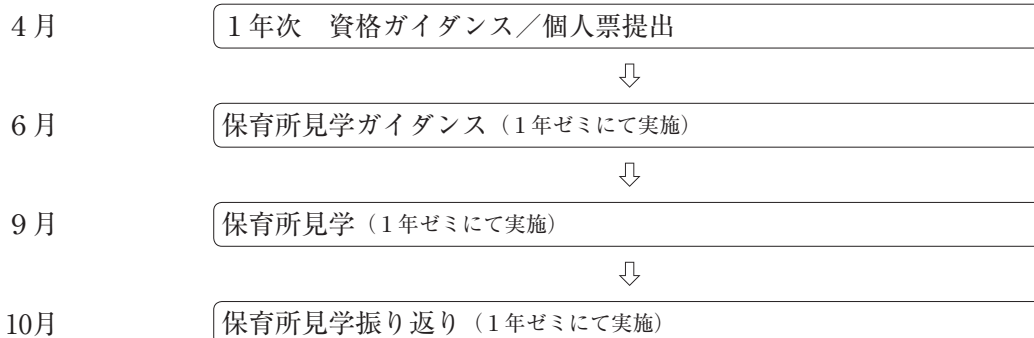 ４月 １年次　資格ガイダンス／個人票提出
⇩
６月 保育所見学ガイダンス（１年ゼミにて実施）
⇩
９月 保育所見学（１年ゼミにて実施）
⇩
10月 保育所見学振り返り（１年ゼミにて実施）